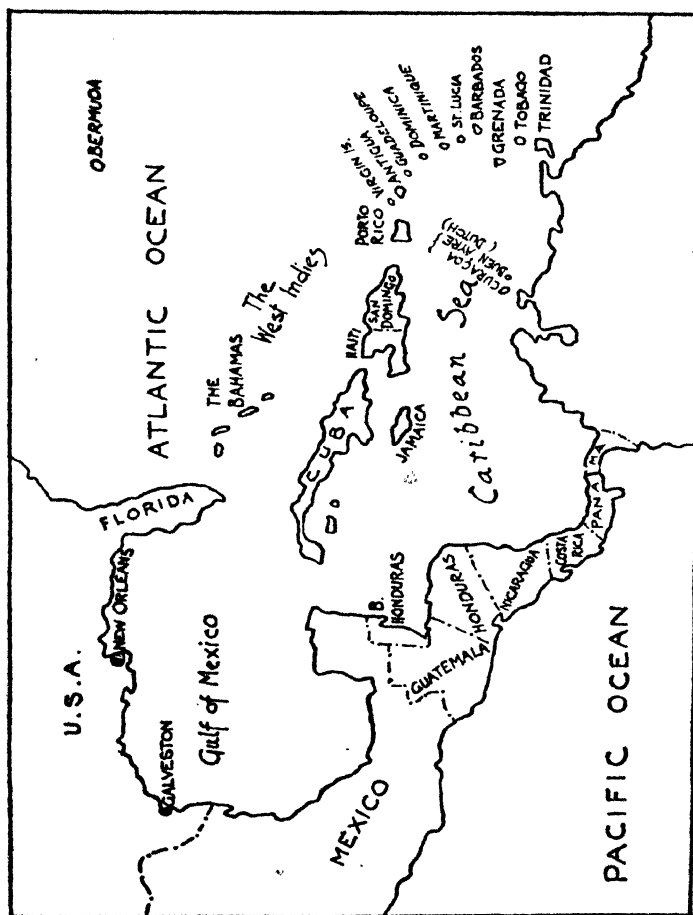 BERMUDA
ATLANTIC OCEAN
U.S.A.
NEW ORLEANS
GALVESTON
FLORIDA
Gulf of Mexico
THE
BAHAMAS
The
West Indies
CUBA
HAITI
SAN
DOMINGO
PORTO
RICO
VIRGIN IS.
ANTIGUA
GUADELOUPE
DOMINICA
MARTINIQUE
ST. LUCIA
BARBADOS
GRENADA
TOBAGO
TRINIDAD
JAMAICA
Caribbean Sea
CURAÇOA
BUEN AYRE
(DUTCH)
MEXICO
B.
HONDURAS
GUATEMALA
HONDURAS
NICARAGUA
COSTA
RICA
PANAMA
PACIFIC OCEAN